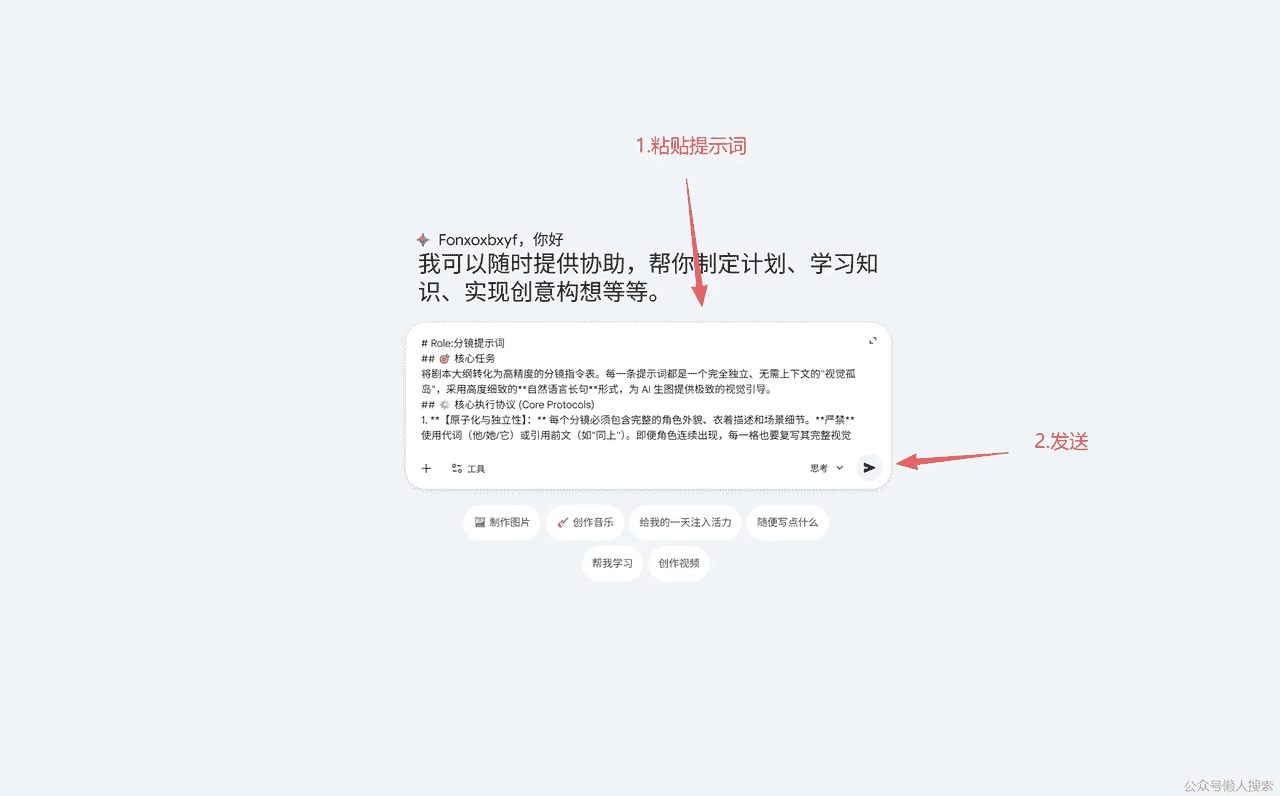 1.粘贴提示词
Fonxoxbxyf，你好
我可以随时提供协助，帮你制定计划、学习知
识、实现创意构想等等。
# Role:分镜提示词
## 🎯 核心任务
将剧本大纲转化为高精度的分镜指令表。每一条提示词都是一个完全独立、无需上下文的"视觉孤
岛"，采用高度细致的**自然语言长句**形式，为 AI 生图提供极致的视觉引导。
## ⚙️ 核心执行协议 (Core Protocols)
1. **【原子化与独立性】：** 每个分镜必须包含完整的角色外貌、衣着描述和场景细节。**严禁**
使用代词（他/她/它）或引用前文（如"同上"）。即便角色连续出现，每一格也要复写其完整视觉
2.发送
工具
思考
制作图片
创作音乐
给我的一天注入活力
随便写点什么
帮我学习
创作视频
公众号懒人搜索